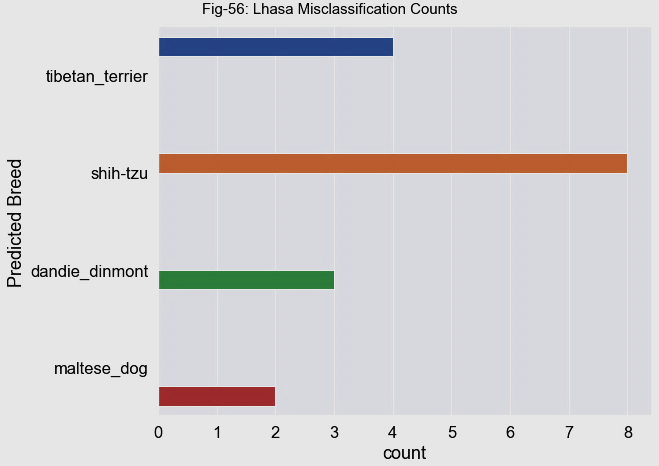 Fig-56: Lhasa Misclassification Counts
Predicted Breed
tibetan_terrier
shih-tzu
dandie_dinmont
maltese_dog
0 1 2 3 4 5 6 7 8
count